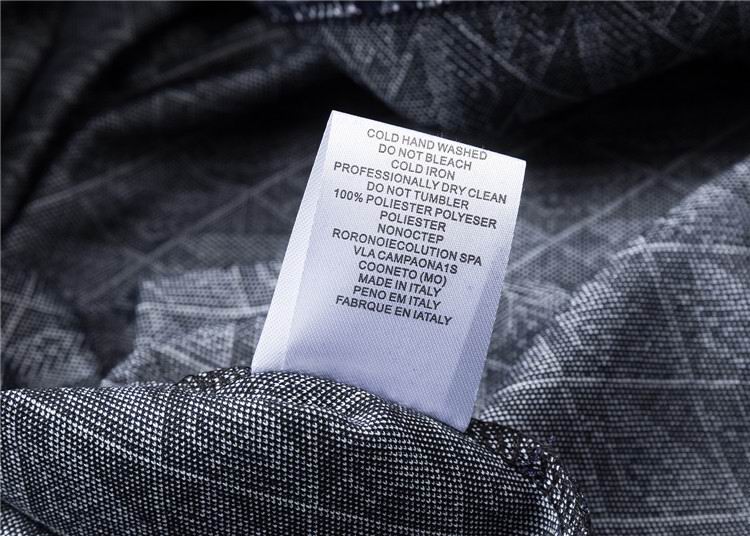 COLD HAND WASHED
DO NOT BLEACH
COLD IRON
PROFESSIONALLY DRY CLEAN
DO NOT TUMBLER
100% POLIESTER POLYESER
POLIESTER
NONOCTEP
RORONOIECOLUTION SPA
VLA CAMPAONA1S
COONETO (MO)
MADE IN ITALY
PENO EM ITALY
FABRQUE EN IATALY